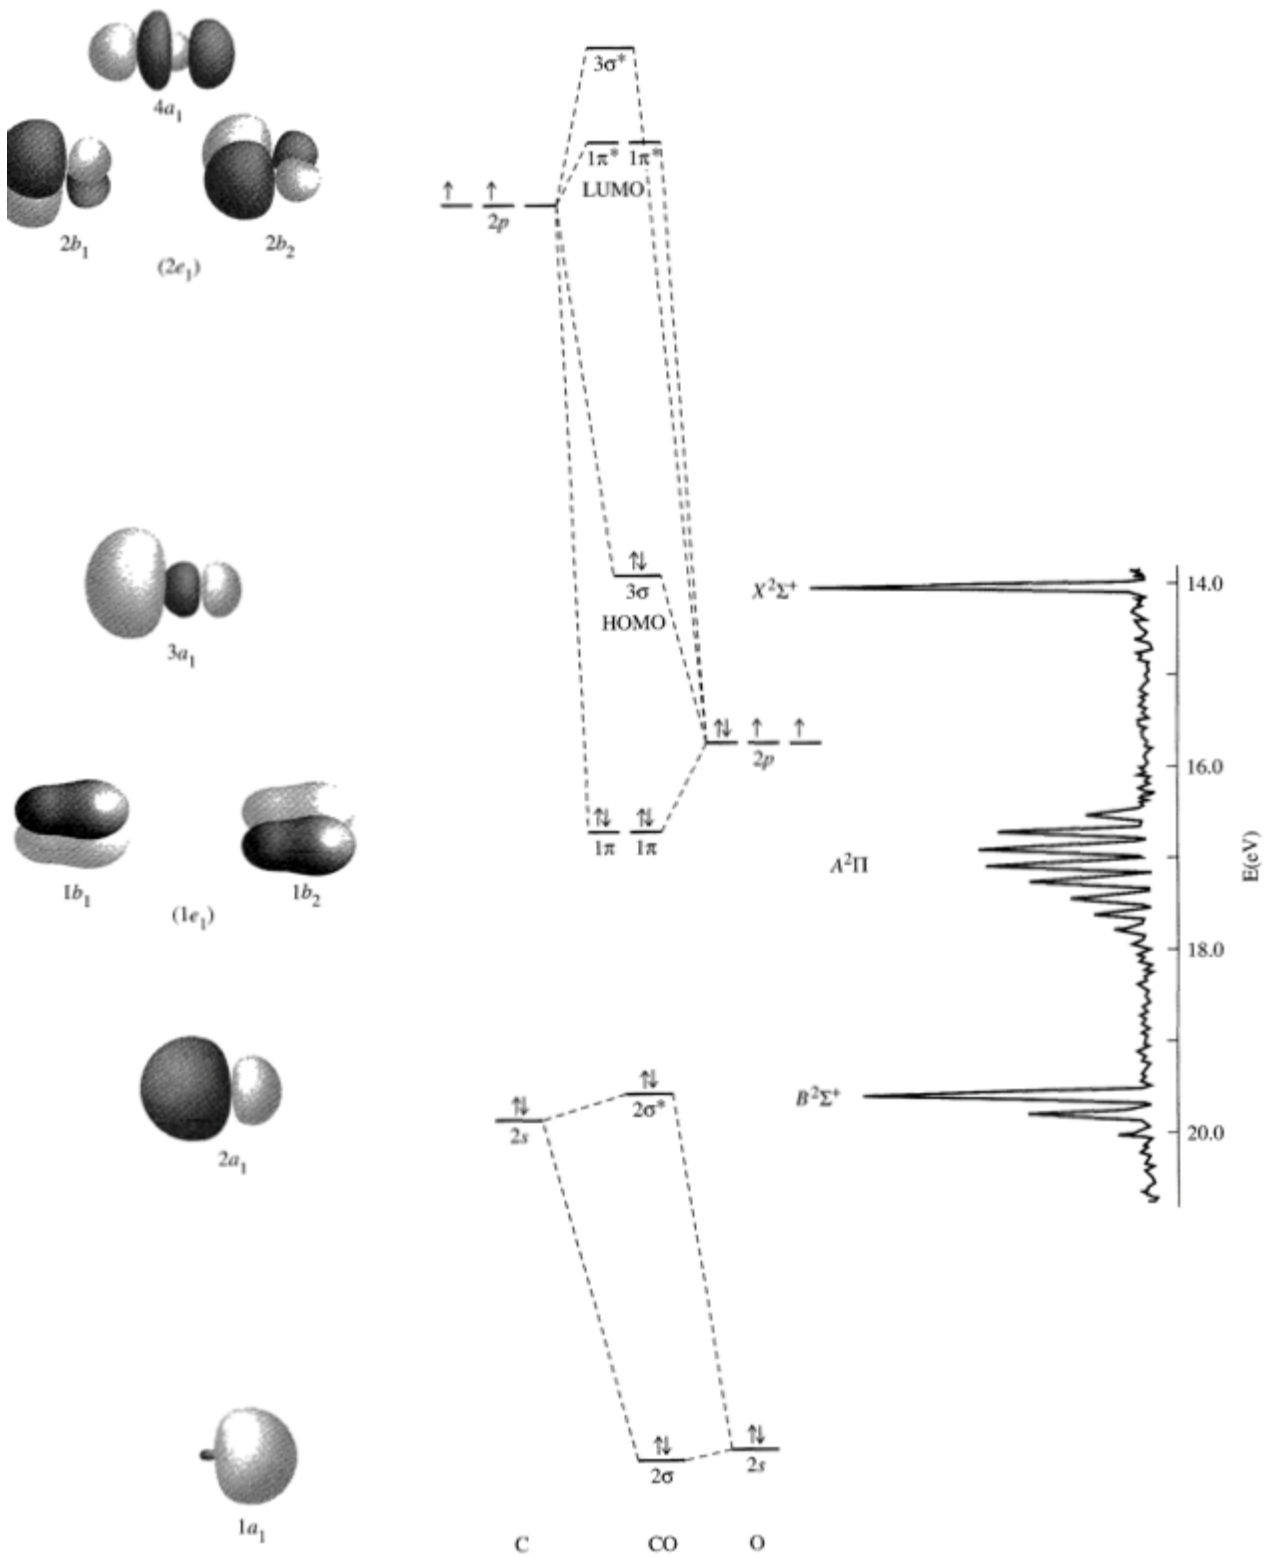 4a₁
2b₁
2b₂
(2e₁)
3a₁
1b₁
1b₂
(1e₁)
2a₁
1a₁
3σ*
1π* 1π*
LUMO
↑ ↑
2p
↑↓
3σ
HOMO
↑↓ ↑ ↑
2p
↑↓ ↑↓
1π 1π
↑↓
2σ*
↑↓
2s
↑↓
2σ
↑↓
2s
C CO O
X²Σ⁺
A²Π
B²Σ⁺
14.0
16.0
18.0
20.0
E(eV)